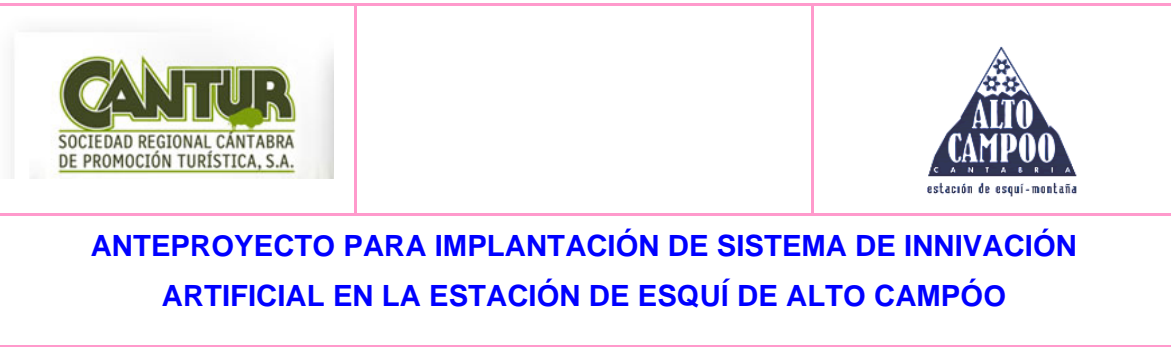 CANTUR
SOCIEDAD REGIONAL CÁNTABRA
DE PROMOCIÓN TURÍSTICA, S.A.
ALTO
CAMPOO
CANTABRIA
estación de esquí-montaña
ANTEPROYECTO PARA IMPLANTACIÓN DE SISTEMA DE INNIVACIÓN
ARTIFICIAL EN LA ESTACIÓN DE ESQUÍ DE ALTO CAMPÓO